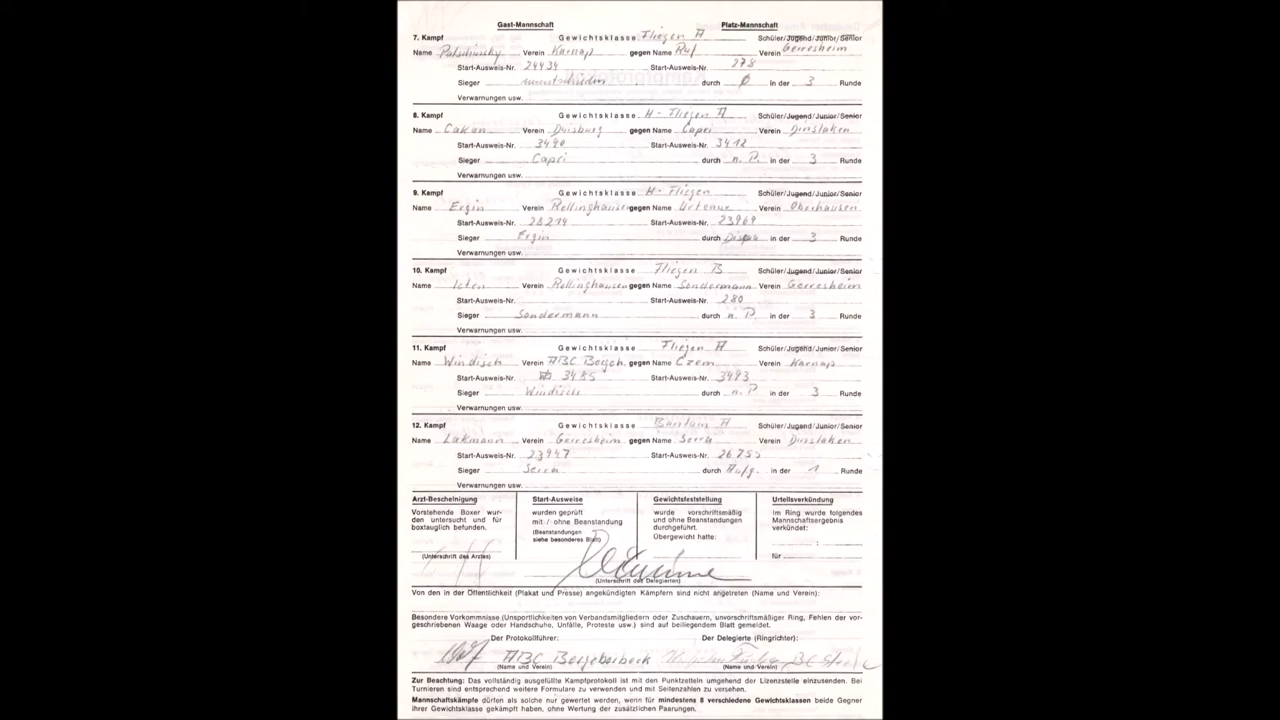 Gast-Mannschaft Platz-Mannschaft
7. Kampf Gewichtsklasse Fliegen A Schüler/Jugend/Junior/Senior
Name Verein Karnap gegen Name Ruf Verein Gerresheim
Start-Ausweis-Nr. 24434 Start-Ausweis-Nr. 278
Sieger unentschieden durch in der 3 Runde
Verwarnungen usw.
8. Kampf Gewichtsklasse H-Fliegen A Schüler/Jugend/Junior/Senior
Name Cakan Verein Duisburg gegen Name Capri Verein Dinslaken
Start-Ausweis-Nr. 3490 Start-Ausweis-Nr. 3412
Sieger Capri durch n. P. in der 3 Runde
Verwarnungen usw.
9. Kampf Gewichtsklasse H-Fliegen Schüler/Jugend/Junior/Senior
Name Ergin Verein Rellinghausen gegen Name Verein Oberhausen
Start-Ausweis-Nr. 28214 Start-Ausweis-Nr. 23969
Sieger Ergin durch in der 3 Runde
Verwarnungen usw.
10. Kampf Gewichtsklasse Fliegen B Schüler/Jugend/Junior/Senior
Name Verein Rellinghausen gegen Name Sondermann Verein Gerresheim
Start-Ausweis-Nr. Start-Ausweis-Nr. 280
Sieger Sondermann durch n. P. in der 3 Runde
Verwarnungen usw.
11. Kampf Gewichtsklasse Fliegen A Schüler/Jugend/Junior/Senior
Name Windisch Verein ABC Bergeb. gegen Name Czem Verein Karnap
Start-Ausweis-Nr. 3485 Start-Ausweis-Nr. 3493
Sieger Windisch durch n. P in der 3 Runde
Verwarnungen usw.
12. Kampf Gewichtsklasse Bantam A Schüler/Jugend/Junior/Senior
Name Lakmann Verein Gerresheim gegen Name Serra Verein Dinslaken
Start-Ausweis-Nr. 23947 Start-Ausweis-Nr. 26755
Sieger Serra durch Aufg. in der 1 Runde
Verwarnungen usw.
Arzt-Bescheinigung Start-Ausweise Gewichtsfeststellung Urteilsverkündung
Vorstehende Boxer wur- wurden geprüft wurde vorschriftsmäßig Im Ring wurde folgendes
den untersucht und für mit / ohne Beanstandung und ohne Beanstandungen Mannschaftsergebnis
boxtauglich befunden. (Beanstandungen durchgeführt. verkündet:
siehe besonderes Blatt) Übergewicht hatte:
:
(Unterschrift des Arztes) für
(Unterschrift des Delegierten)
Von den in der Öffentlichkeit (Plakat und Presse) angekündigten Kämpfern sind nicht angetreten (Name und Verein):
Besondere Vorkommnisse (Unsportlichkeiten von Verbandsmitgliedern oder Zuschauern, unvorschriftsmäßiger Ring, Fehlen der vor-
geschriebenen Waage oder Handschuhe, Unfälle, Proteste usw.) sind auf beiliegendem Blatt gemeldet.
Der Protokollführer: Der Delegierte (Ringrichter):
ABC Bergeborbeck
(Name und Verein) (Name und Verein)
Zur Beachtung: Das vollständig ausgefüllte Kampfprotokoll ist mit den Punktzetteln umgehend der Lizenzstelle einzusenden. Bei
Turnieren sind entsprechend weitere Formulare zu verwenden und mit Seitenzahlen zu versehen.
Mannschaftskämpfe dürfen als solche nur gewertet werden, wenn für mindestens 8 verschiedene Gewichtsklassen beide Gegner
ihrer Gewichtsklasse gekämpft haben, ohne Wertung der zusätzlichen Paarungen.